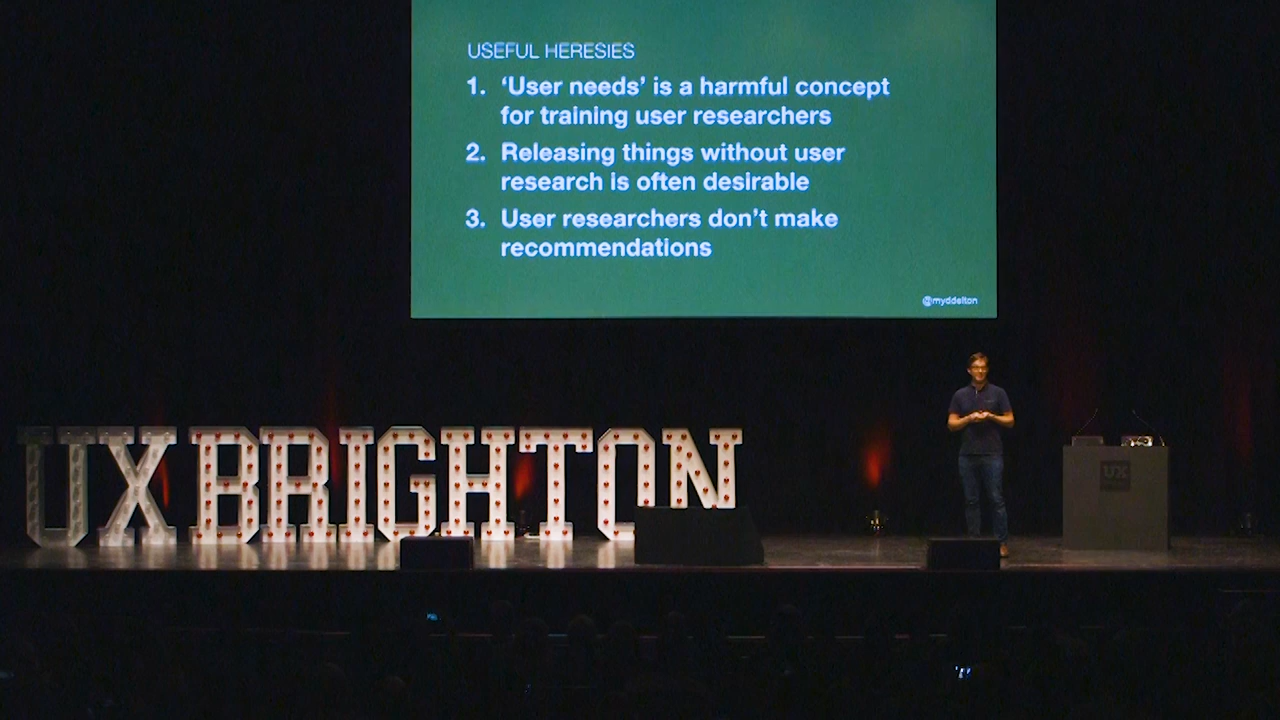 USEFUL HERESIES
1. ‘User needs’ is a harmful concept
for training user researchers
2. Releasing things without user
research is often desirable
3. User researchers don’t make
recommendations
@myddelton
UX BRIGHTON
UX